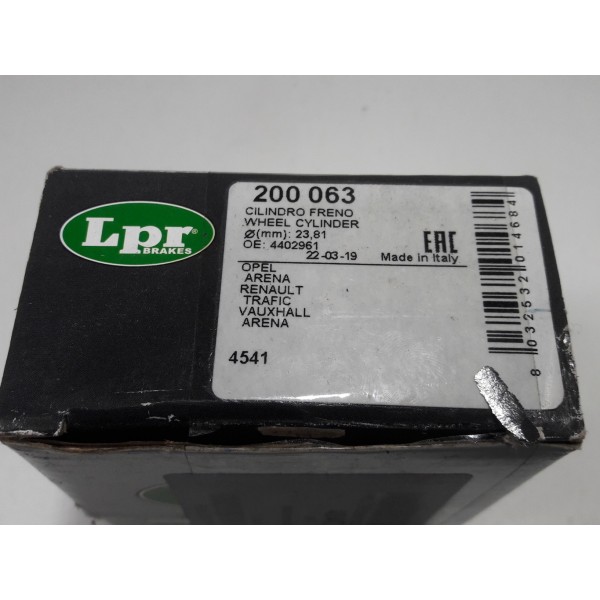 Lpr®
BRAKES
200 063
CILINDRO FRENO
WHEEL CYLINDER
Ø(mm): 23,81
OE: 4402961
22-03-19 Made in Italy
EAC
OPEL
ARENA
RENAULT
TRAFIC
VAUXHALL
ARENA
4541
8 032532 014684